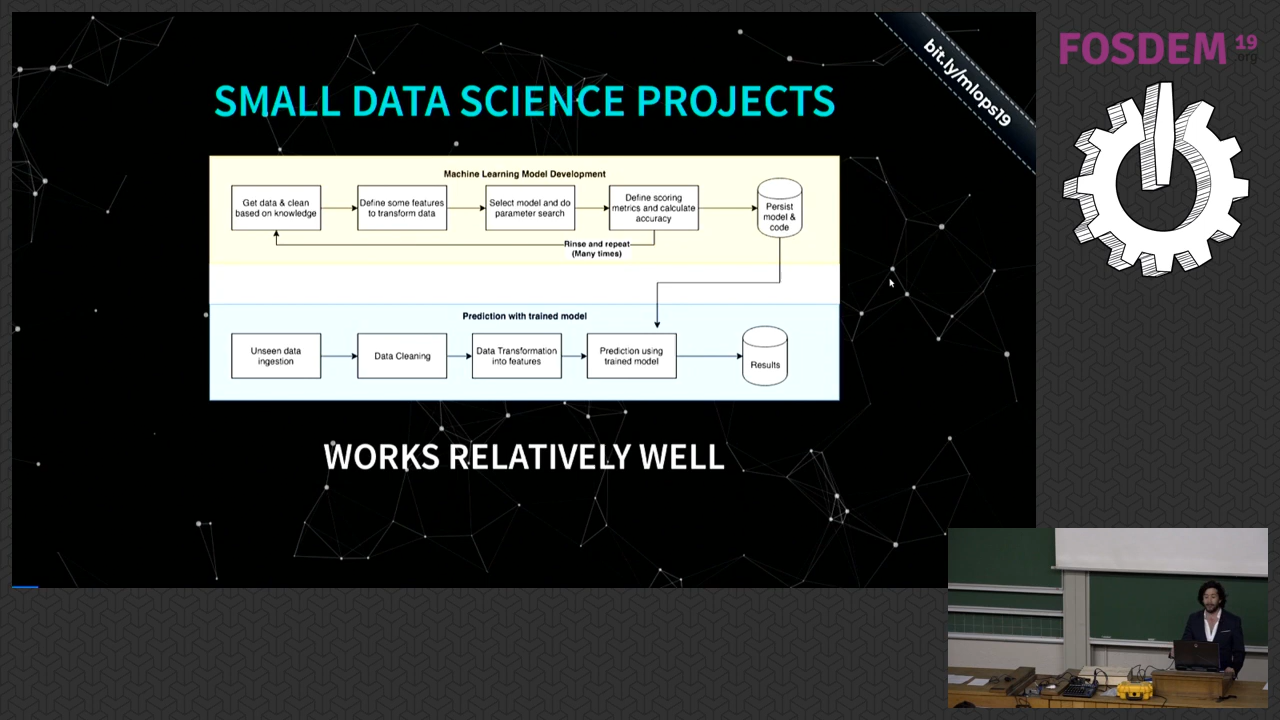 SMALL DATA SCIENCE PROJECTS
bit.ly/mlops19
FOSDEM 19
.org
Machine Learning Model Development
Get data & clean
based on knowledge
Define some features
to transform data
Select model and do
parameter search
Define scoring
metrics and calculate
accuracy
Persist
model &
code
Rinse and repeat
(Many times)
Prediction with trained model
Unseen data
ingestion
Data Cleaning
Data Transformation
into features
Prediction using
trained model
Results
WORKS RELATIVELY WELL